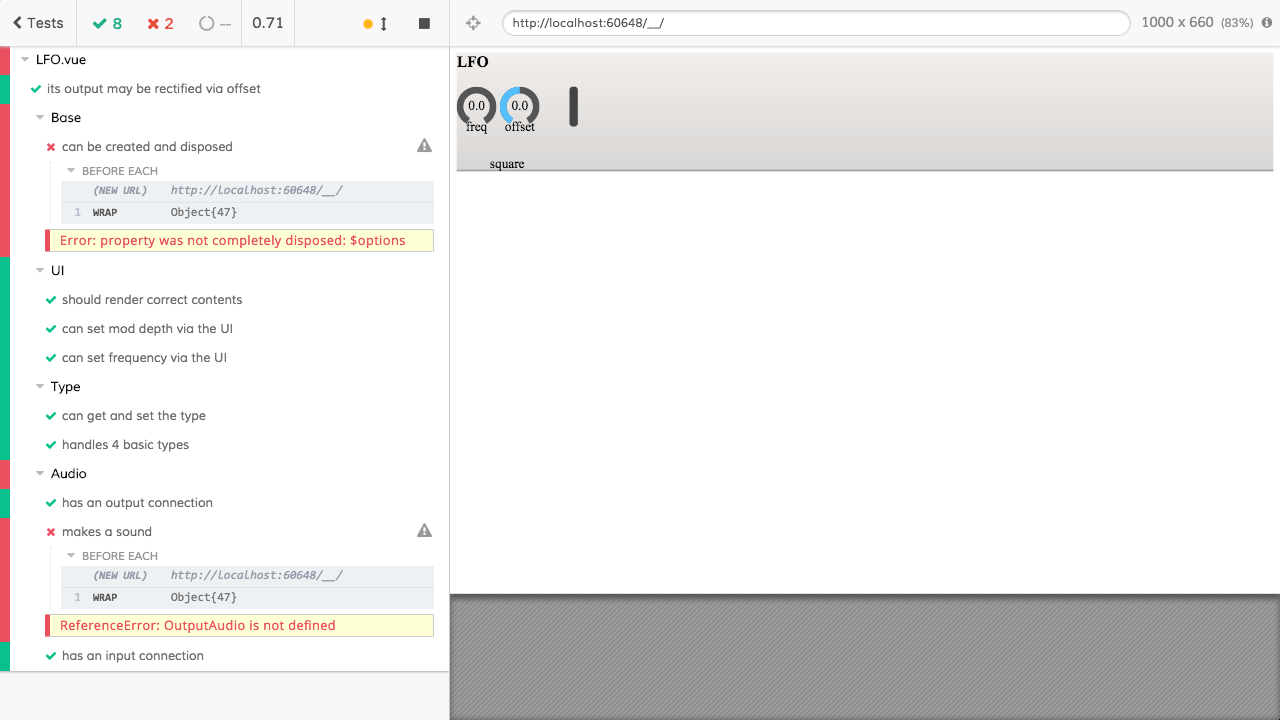 Tests 8 2 -- 0.71
LFO.vue
its output may be rectified via offset
Base
can be created and disposed
BEFORE EACH
(NEW URL) http://localhost:60648/__/
1 WRAP Object{47}
Error: property was not completely disposed: $options
UI
should render correct contents
can set mod depth via the UI
can set frequency via the UI
Type
can get and set the type
handles 4 basic types
Audio
has an output connection
makes a sound
BEFORE EACH
(NEW URL) http://localhost:60648/__/
1 WRAP Object{47}
ReferenceError: OutputAudio is not defined
has an input connection
http://localhost:60648/__/ 1000 x 660 (83%)
LFO
0.0 0.0
freq offset
square